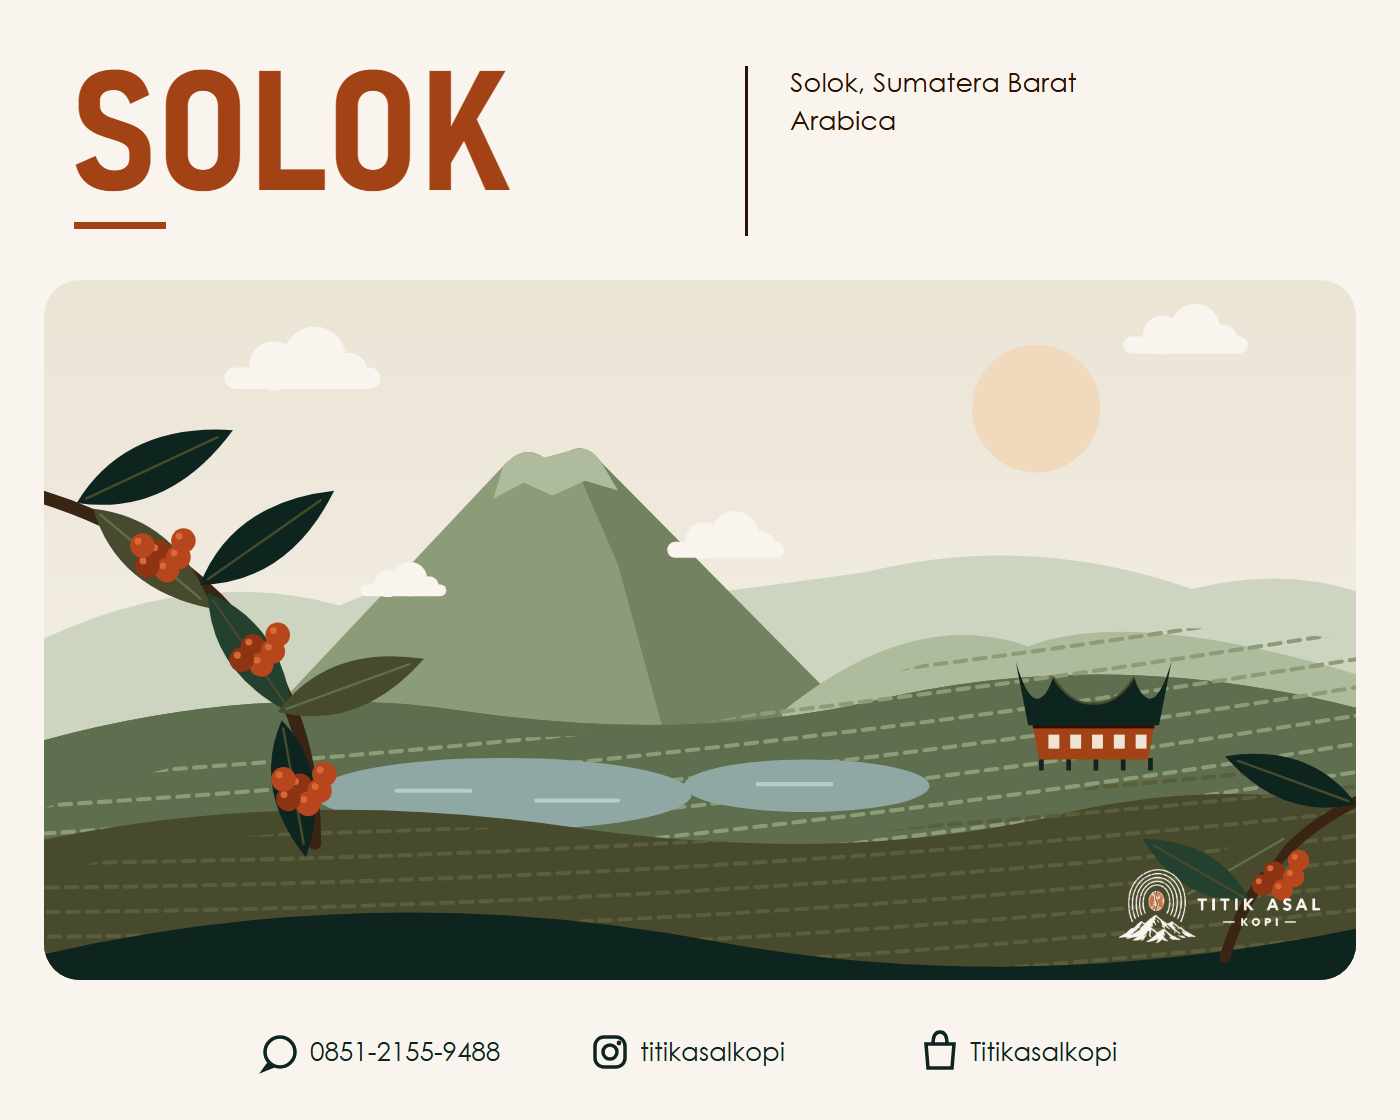 SOLOK
Solok, Sumatera Barat
Arabica
TITIK ASAL
KOPI
0851-2155-9488
titikasalkopi
Titikasalkopi